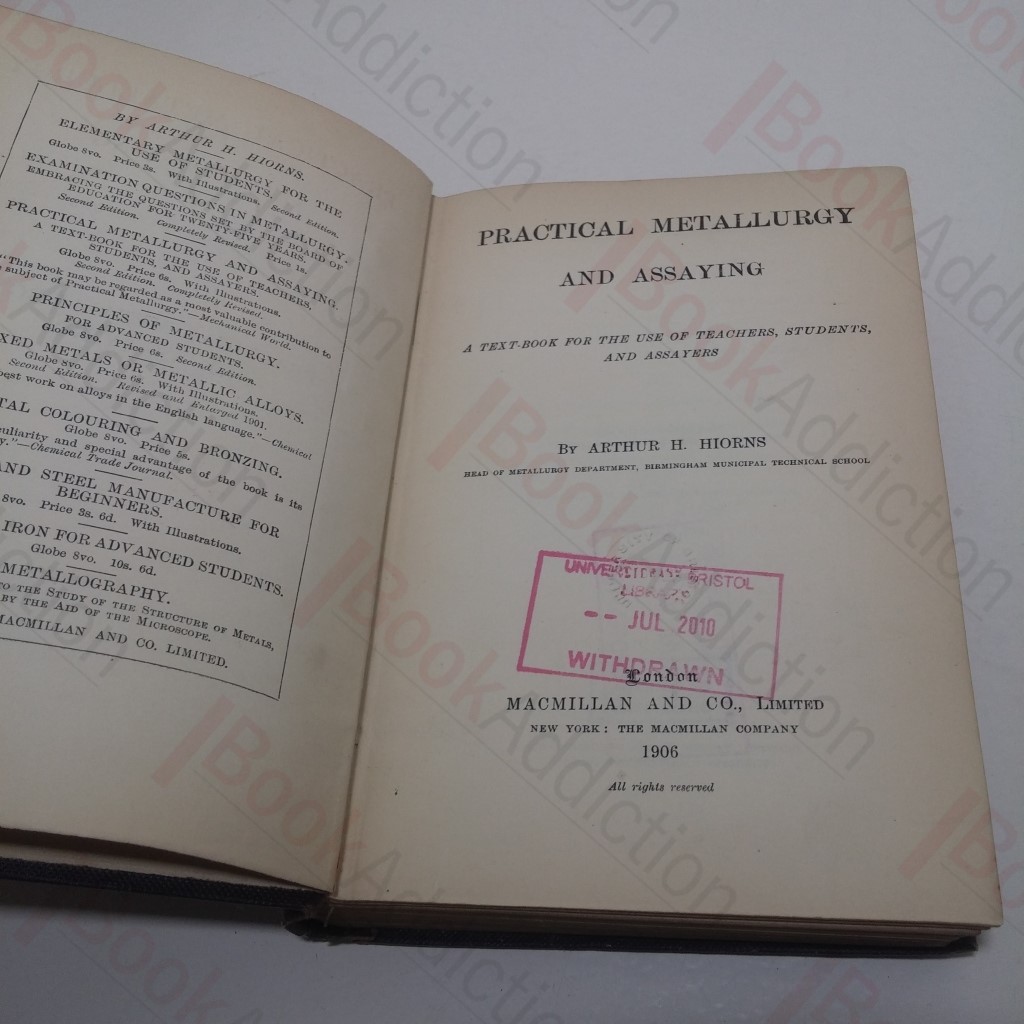 BY ARTHUR H. HIORNS.
ELEMENTARY METALLURGY FOR THE
USE OF STUDENTS.
Globe 8vo. Price 3s. With Illustrations. Second Edition.
EXAMINATION QUESTIONS IN METALLURGY.
EMBRACING THE QUESTIONS SET BY THE BOARD OF
EDUCATION FOR TWENTY-FIVE YEARS.
Second Edition. Completely Revised. Price 1s.
PRACTICAL METALLURGY AND ASSAYING.
A TEXT-BOOK FOR THE USE OF TEACHERS,
STUDENTS, AND ASSAYERS.
Globe 8vo. Price 6s. With Illustrations.
Second Edition. Completely Revised.
"This book may be regarded as a most valuable contribution to
subject of Practical Metallurgy."—Mechanical World.
PRINCIPLES OF METALLURGY.
FOR ADVANCED STUDENTS.
Globe 8vo. Price 6s. Second Edition.
XED METALS OR METALLIC ALLOYS.
Globe 8vo. Price 6s. With Illustrations.
Second Edition. Revised and Enlarged 1901.
best work on alloys in the English language."—Chemical
TAL COLOURING AND BRONZING.
Globe 8vo. Price 5s.
culiarity and special advantage of the book is its
y."—Chemical Trade Journal.
AND STEEL MANUFACTURE FOR
BEGINNERS.
8vo. Price 3s. 6d. With Illustrations.
IRON FOR ADVANCED STUDENTS.
Globe 8vo. 10s. 6d.
METALLOGRAPHY.
TO THE STUDY OF THE STRUCTURE OF METALS,
BY THE AID OF THE MICROSCOPE.
MACMILLAN AND CO. LIMITED.
PRACTICAL METALLURGY
AND ASSAYING
A TEXT-BOOK FOR THE USE OF TEACHERS, STUDENTS,
AND ASSAYERS
BY ARTHUR H. HIORNS
HEAD OF METALLURGY DEPARTMENT, BIRMINGHAM MUNICIPAL TECHNICAL SCHOOL
UNIVERSITY OF BRISTOL
LIBRARY
-- JUL 2010
WITHDRAWN
London
MACMILLAN AND CO., LIMITED
NEW YORK: THE MACMILLAN COMPANY
1906
All rights reserved
BookAddiction